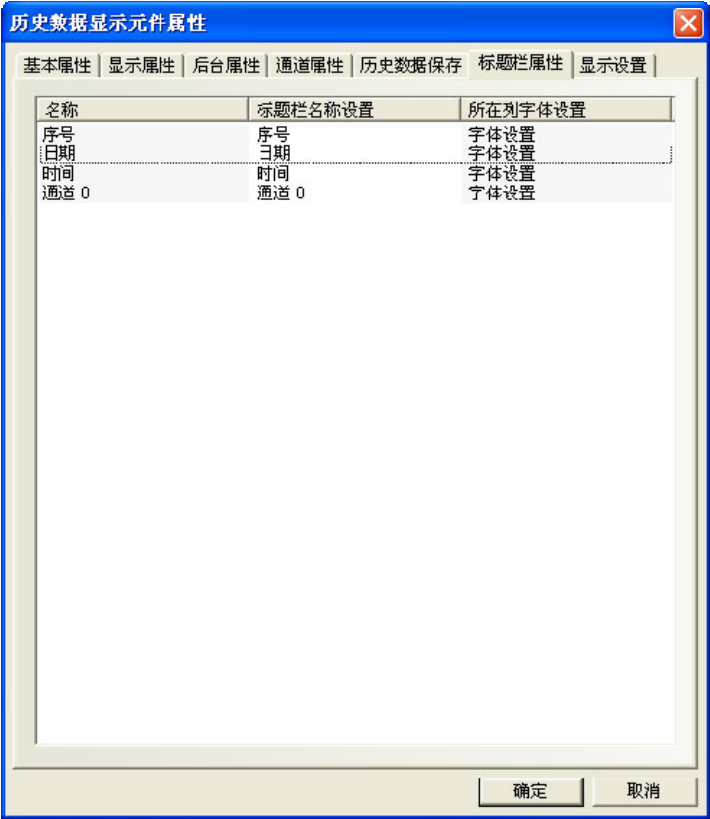 历史数据显示元件属性
基本属性 显示属性 后台属性 通道属性 历史数据保存 标题栏属性 显示设置
名称 标题栏名称设置 所在列字体设置
序号 序号 字体设置
日期 日期 字体设置
时间 时间 字体设置
通道 0 通道 0 字体设置
确定 取消